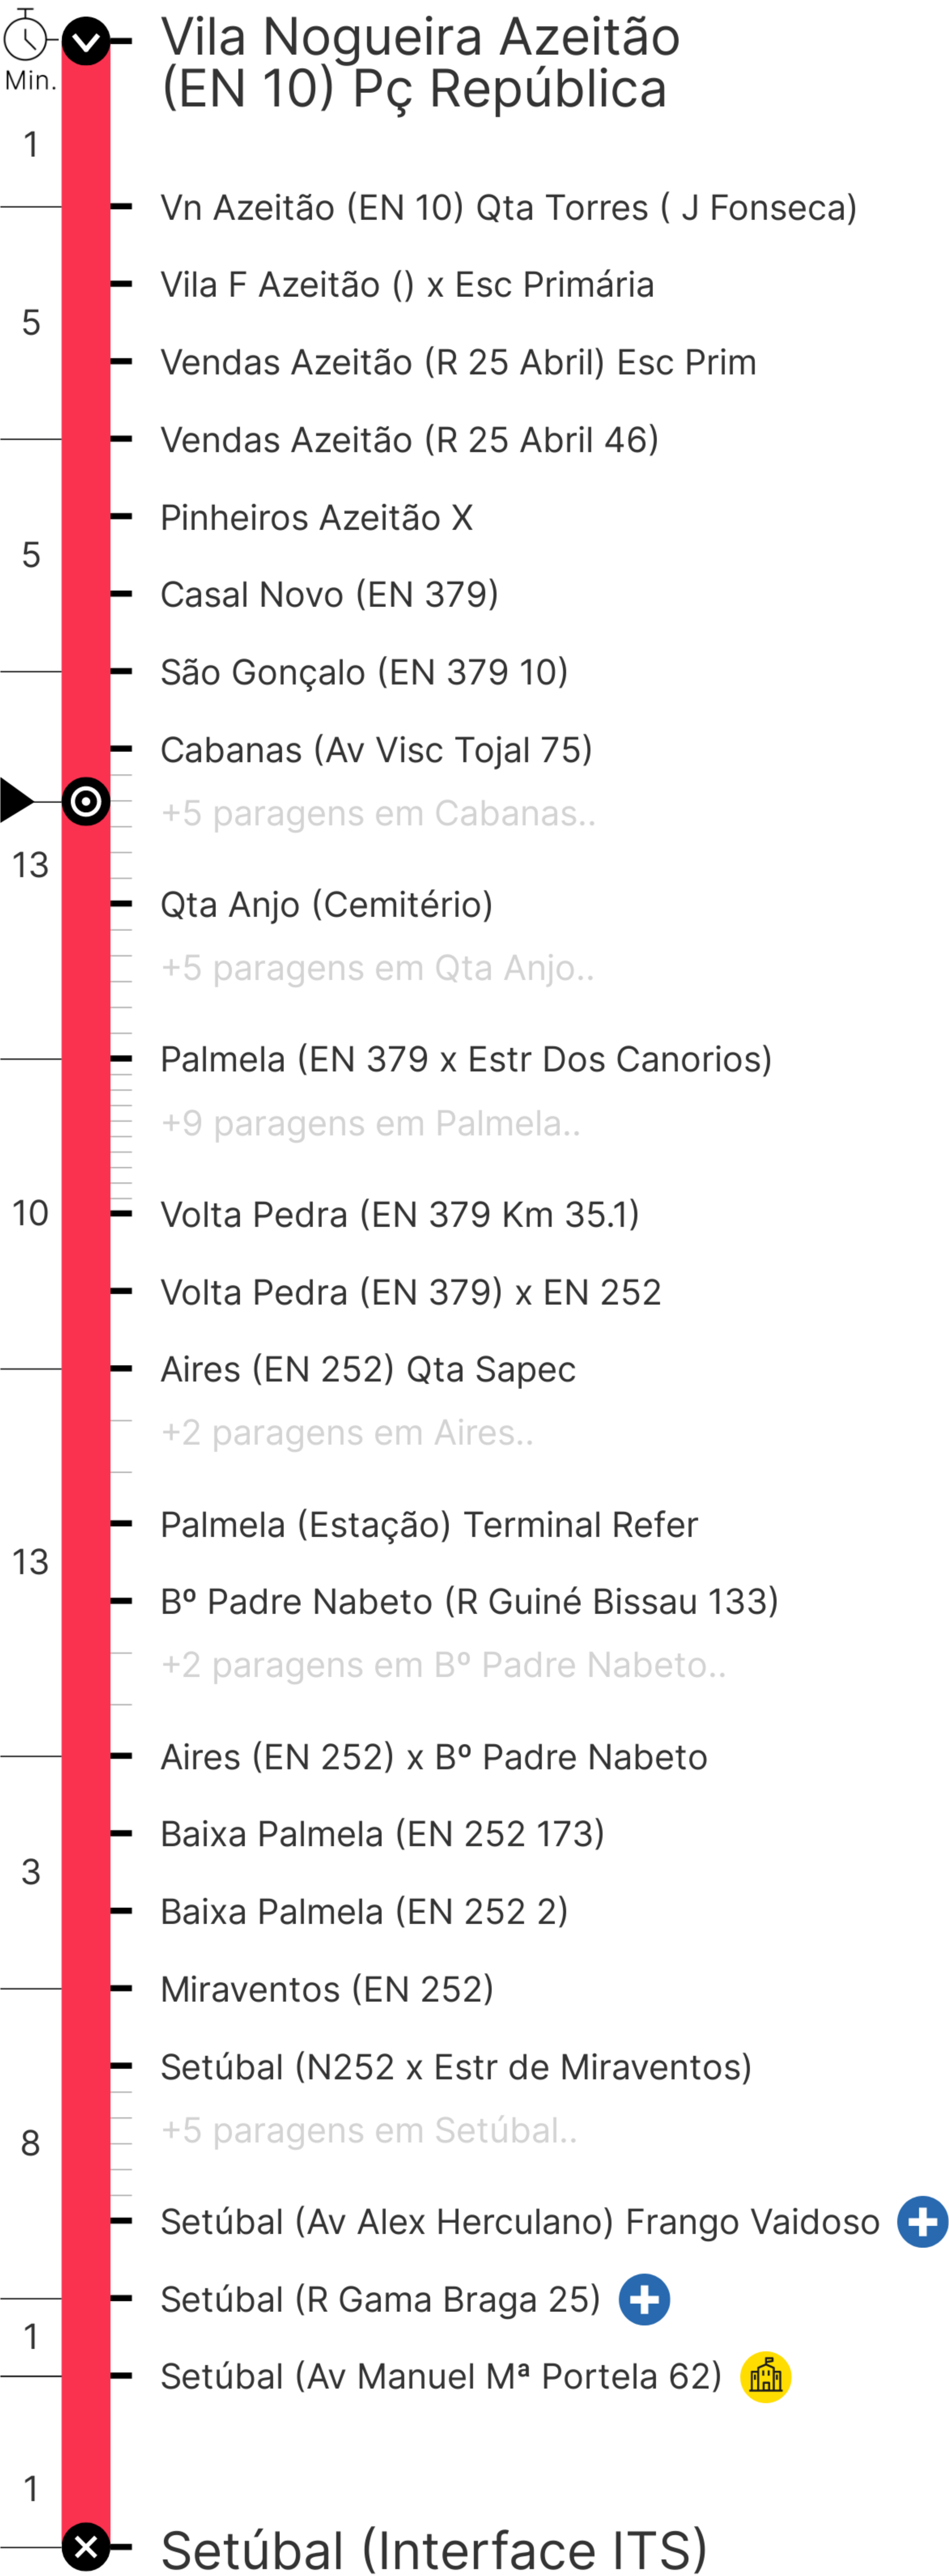 Vila Nogueira Azeitão
(EN 10) Pç República
Min.
1
Vn Azeitão (EN 10) Qta Torres ( J Fonseca)
Vila F Azeitão () x Esc Primária
5
Vendas Azeitão (R 25 Abril) Esc Prim
Vendas Azeitão (R 25 Abril 46)
Pinheiros Azeitão X
5
Casal Novo (EN 379)
São Gonçalo (EN 379 10)
Cabanas (Av Visc Tojal 75)
+5 paragens em Cabanas..
13
Qta Anjo (Cemitério)
+5 paragens em Qta Anjo..
Palmela (EN 379 x Estr Dos Canorios)
+9 paragens em Palmela..
10
Volta Pedra (EN 379 Km 35.1)
Volta Pedra (EN 379) x EN 252
Aires (EN 252) Qta Sapec
+2 paragens em Aires..
Palmela (Estação) Terminal Refer
13
Bº Padre Nabeto (R Guiné Bissau 133)
+2 paragens em Bº Padre Nabeto..
Aires (EN 252) x Bº Padre Nabeto
Baixa Palmela (EN 252 173)
3
Baixa Palmela (EN 252 2)
Miraventos (EN 252)
Setúbal (N252 x Estr de Miraventos)
+5 paragens em Setúbal..
8
Setúbal (Av Alex Herculano) Frango Vaidoso
Setúbal (R Gama Braga 25)
1
Setúbal (Av Manuel Mª Portela 62)
1
Setúbal (Interface ITS)